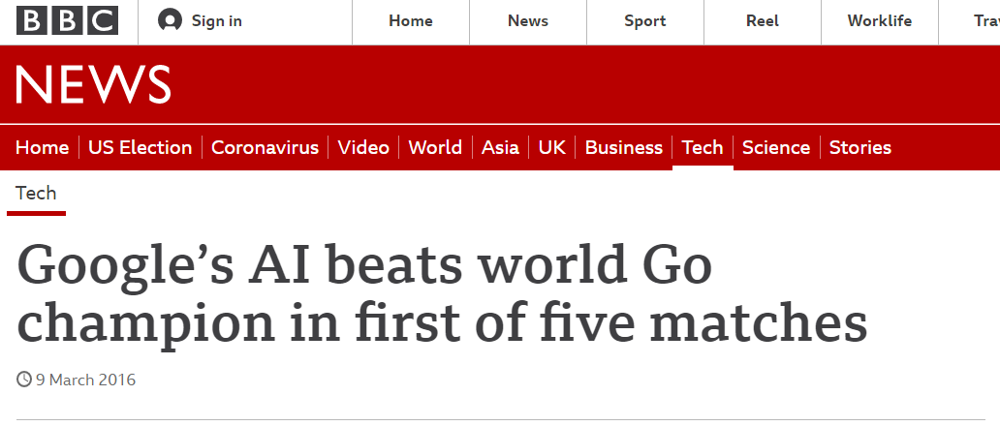 BBC Sign in Home News Sport Reel Worklife Tra
NEWS
Home US Election Coronavirus Video World Asia UK Business Tech Science Stories
Tech
Google’s AI beats world Go
champion in first of five matches
9 March 2016